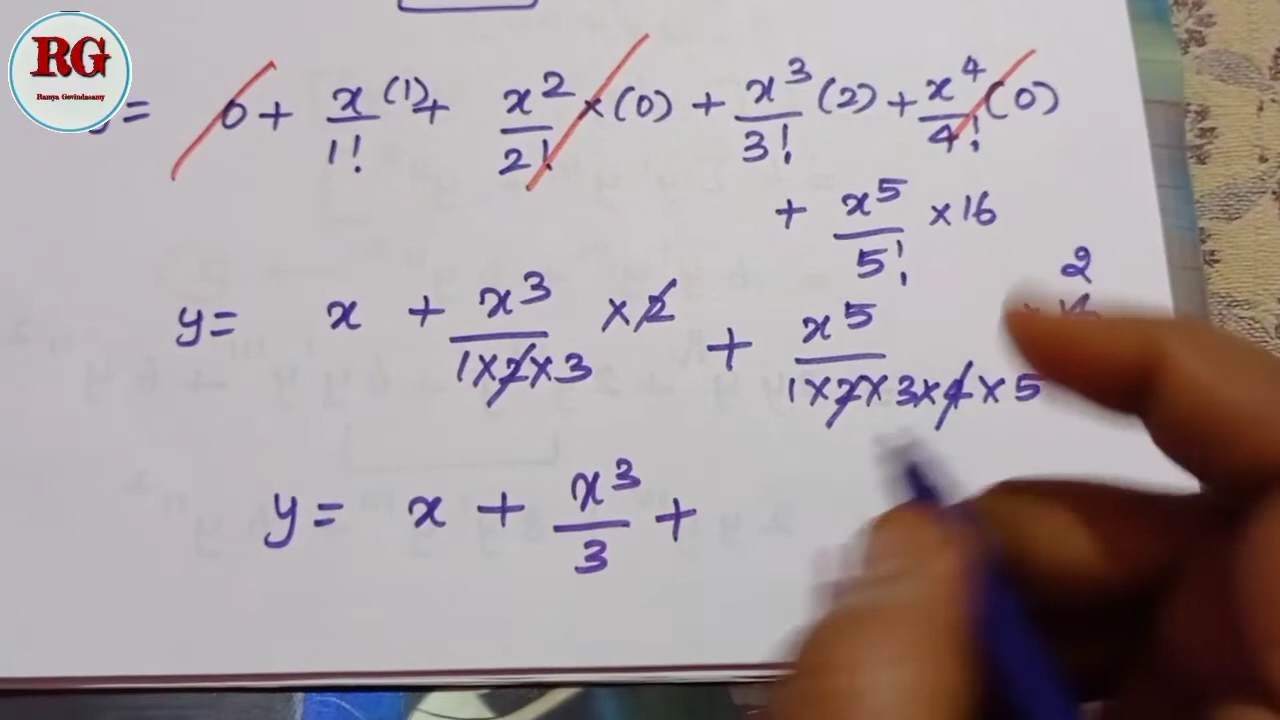 RG
Ramya Govindasamy
y = 0 + x/1! (1) + x²/2! × (0) + x³/3! (2) + x⁴/4! (0)
+ x⁵/5! × 16
y = x + x³/(1×2×3) × 2 + x⁵/(1×2×3×4×5)
2
y = x + x³/3 +